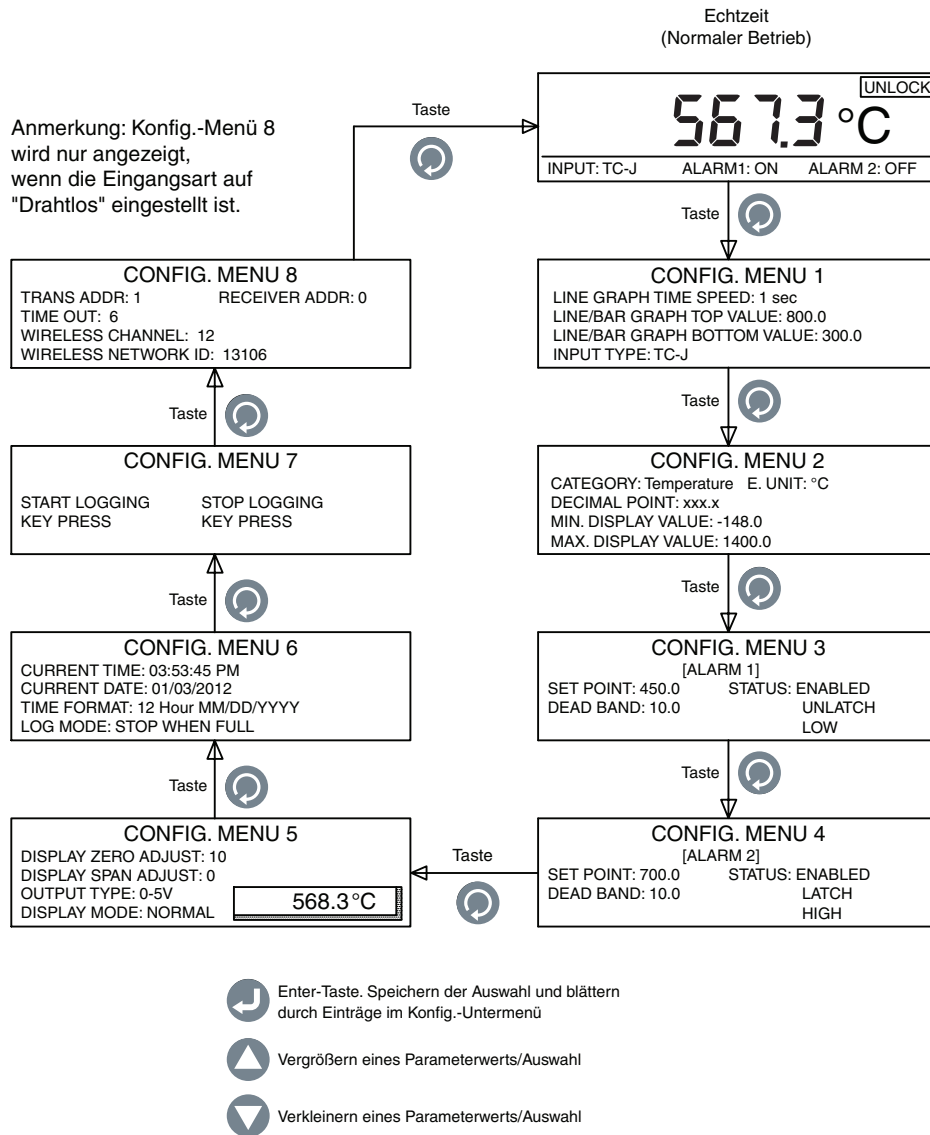 Echtzeit
(Normaler Betrieb)
Anmerkung: Konfig.-Menü 8
wird nur angezeigt,
wenn die Eingangsart auf
"Drahtlos" eingestellt ist.
Taste
UNLOCK
567.3 °C
INPUT: TC-J ALARM1: ON ALARM 2: OFF
Taste
CONFIG. MENU 1
LINE GRAPH TIME SPEED: 1 sec
LINE/BAR GRAPH TOP VALUE: 800.0
LINE/BAR GRAPH BOTTOM VALUE: 300.0
INPUT TYPE: TC-J
Taste
CONFIG. MENU 2
CATEGORY: Temperature E. UNIT: °C
DECIMAL POINT: xxx.x
MIN. DISPLAY VALUE: -148.0
MAX. DISPLAY VALUE: 1400.0
Taste
CONFIG. MENU 3
[ALARM 1]
SET POINT: 450.0 STATUS: ENABLED
DEAD BAND: 10.0 UNLATCH
LOW
Taste
CONFIG. MENU 4
[ALARM 2]
SET POINT: 700.0 STATUS: ENABLED
DEAD BAND: 10.0 LATCH
HIGH
Taste
CONFIG. MENU 5
DISPLAY ZERO ADJUST: 10
DISPLAY SPAN ADJUST: 0
OUTPUT TYPE: 0-5V
DISPLAY MODE: NORMAL
568.3°C
Taste
CONFIG. MENU 6
CURRENT TIME: 03:53:45 PM
CURRENT DATE: 01/03/2012
TIME FORMAT: 12 Hour MM/DD/YYYY
LOG MODE: STOP WHEN FULL
Taste
CONFIG. MENU 7
START LOGGING STOP LOGGING
KEY PRESS KEY PRESS
Taste
CONFIG. MENU 8
TRANS ADDR: 1 RECEIVER ADDR: 0
TIME OUT: 6
WIRELESS CHANNEL: 12
WIRELESS NETWORK ID: 13106
Enter-Taste. Speichern der Auswahl und blättern
durch Einträge im Konfig.-Untermenü
Vergrößern eines Parameterwerts/Auswahl
Verkleinern eines Parameterwerts/Auswahl